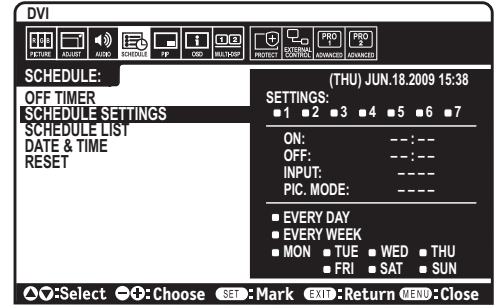 DVI
RGB
PICTURE ADJUST AUDIO SCHEDULE PIP OSD MULTI-DSP PROTECT EXTERNAL CONTROL PRO 1 ADVANCED PRO 2 ADVANCED
1 2
SCHEDULE:
OFF TIMER
SCHEDULE SETTINGS
SCHEDULE LIST
DATE & TIME
RESET
(THU) JUN.18.2009 15:38
SETTINGS:
1 2 3 4 5 6 7
ON: --:--
OFF: --:--
INPUT: ----
PIC. MODE: ----
EVERY DAY
EVERY WEEK
MON TUE WED THU
FRI SAT SUN
:Select :Choose SET:Mark EXIT:Return MENU:Close